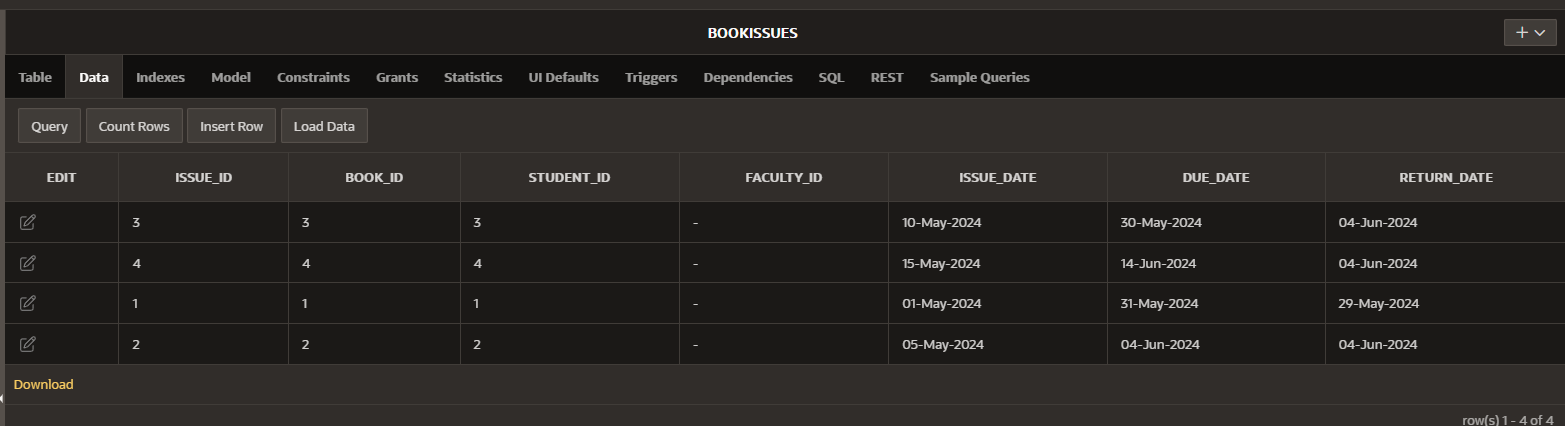 BOOKISSUES
Table Data Indexes Model Constraints Grants Statistics UI Defaults Triggers Dependencies SQL REST Sample Queries
Query Count Rows Insert Row Load Data
EDIT ISSUE_ID BOOK_ID STUDENT_ID FACULTY_ID ISSUE_DATE DUE_DATE RETURN_DATE
3 3 3 - 10-May-2024 30-May-2024 04-Jun-2024
4 4 4 - 15-May-2024 14-Jun-2024 04-Jun-2024
1 1 1 - 01-May-2024 31-May-2024 29-May-2024
2 2 2 - 05-May-2024 04-Jun-2024 04-Jun-2024
Download
row(s) 1 - 4 of 4